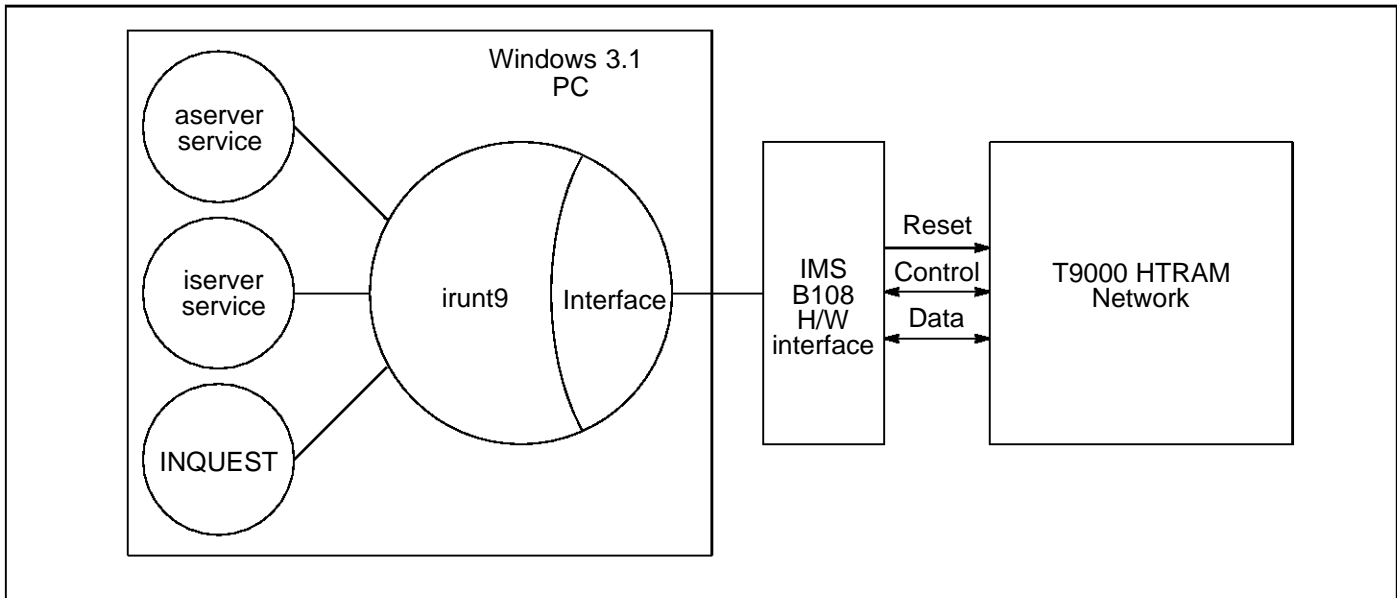 Windows 3.1
PC
aserver
service
iserver
service
INQUEST
irunt9
Interface
IMS
B108
H/W
interface
Reset
Control
Data
T9000 HTRAM
Network